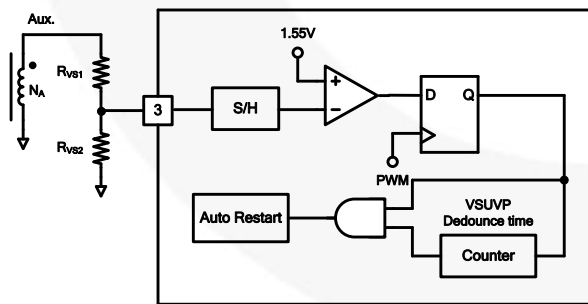 Aux.
1.55V
RVS1
NA
3
S/H
+
−
D
Q
RVS2
PWM
VSUVP
Dedounce time
Auto Restart
Counter